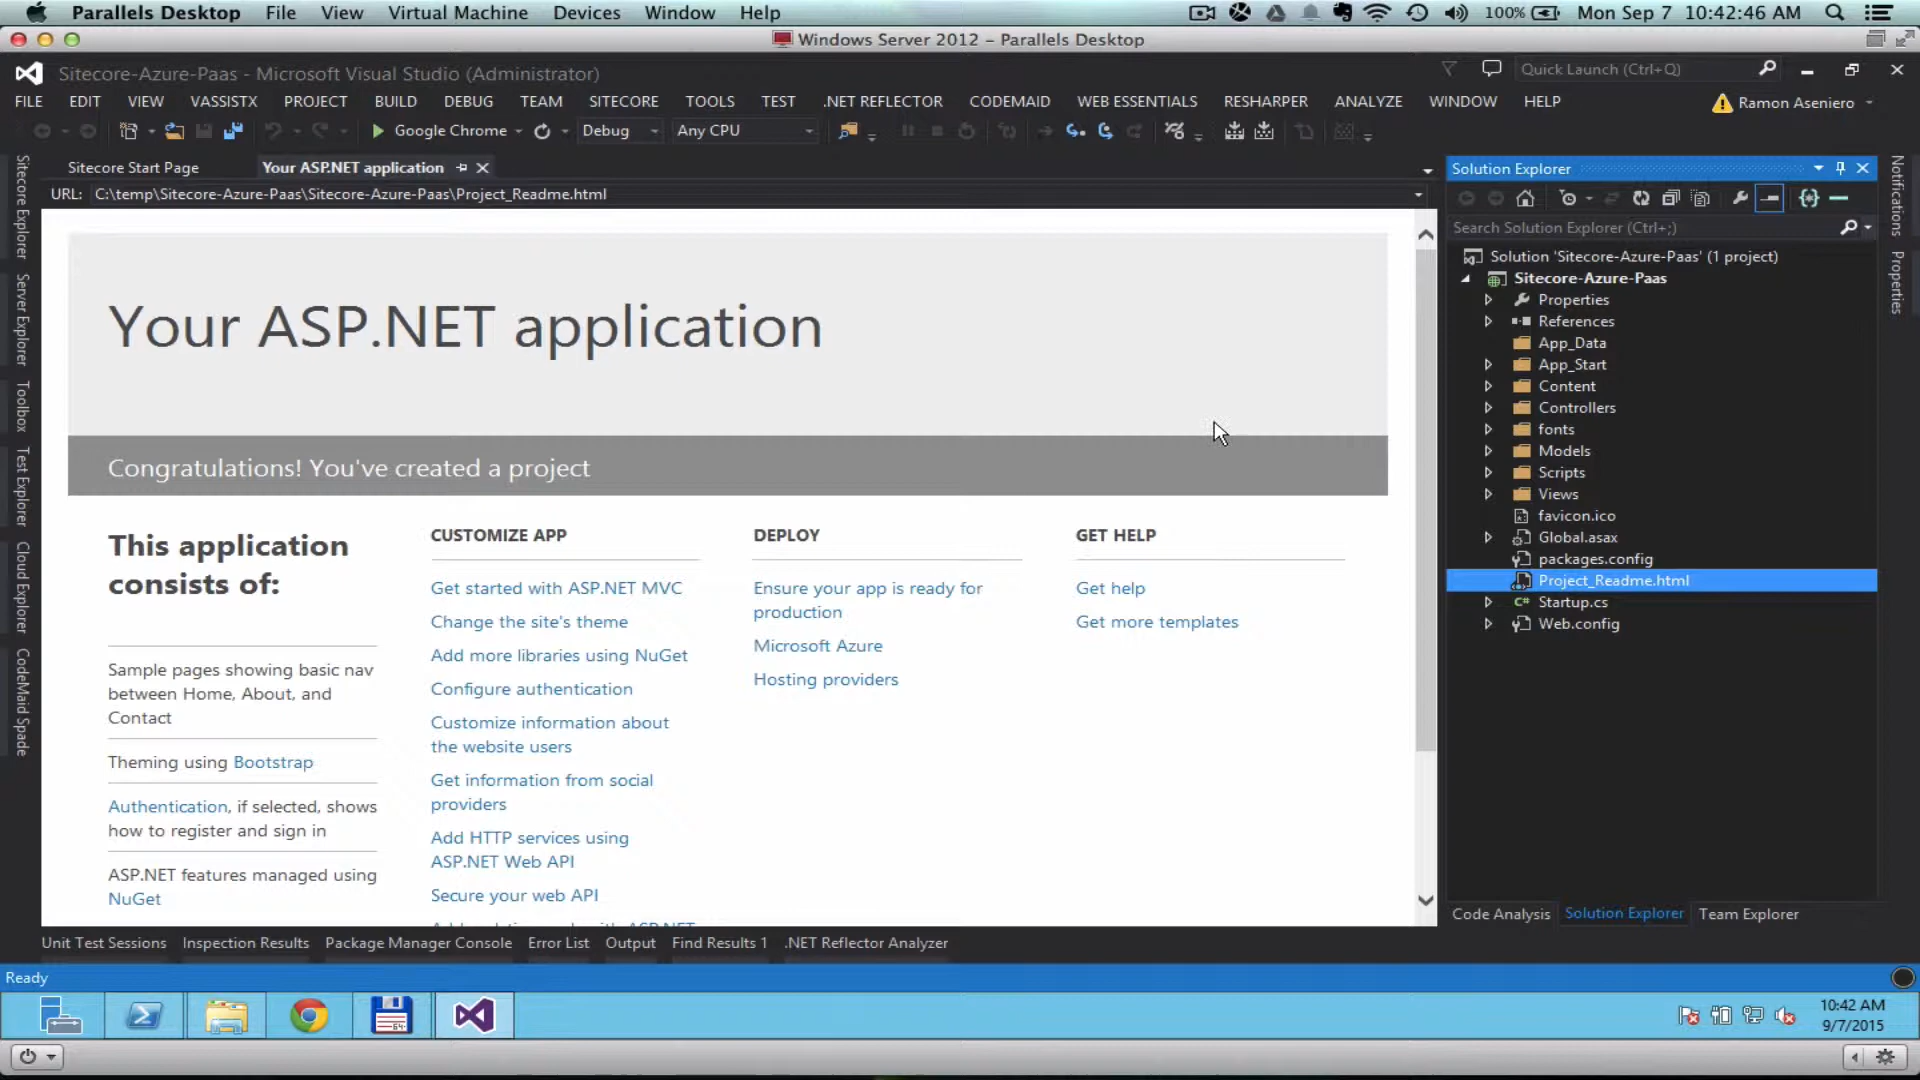 Parallels Desktop File View Virtual Machine Devices Window Help 100% Mon Sep 7 10:42:46 AM
Windows Server 2012 - Parallels Desktop
Sitecore-Azure-Paas - Microsoft Visual Studio (Administrator) Quick Launch (Ctrl+Q)
FILE EDIT VIEW VASSISTX PROJECT BUILD DEBUG TEAM SITECORE TOOLS TEST .NET REFLECTOR CODEMAID WEB ESSENTIALS RESHARPER ANALYZE WINDOW HELP Ramon Aseniero
Google Chrome Debug Any CPU
Sitecore Start Page Your ASP.NET application
URL: C:\temp\Sitecore-Azure-Paas\Sitecore-Azure-Paas\Project_Readme.html
Sitecore Explorer
Server Explorer
Toolbox
Test Explorer
Cloud Explorer
CodeMaid Spade
Your ASP.NET application
Congratulations! You've created a project
This application
consists of:
Sample pages showing basic nav
between Home, About, and
Contact
Theming using Bootstrap
Authentication, if selected, shows
how to register and sign in
ASP.NET features managed using
NuGet
CUSTOMIZE APP
Get started with ASP.NET MVC
Change the site's theme
Add more libraries using NuGet
Configure authentication
Customize information about
the website users
Get information from social
providers
Add HTTP services using
ASP.NET Web API
Secure your web API
DEPLOY
Ensure your app is ready for
production
Microsoft Azure
Hosting providers
GET HELP
Get help
Get more templates
Solution Explorer
Search Solution Explorer (Ctrl+;)
Solution 'Sitecore-Azure-Paas' (1 project)
Sitecore-Azure-Paas
Properties
References
App_Data
App_Start
Content
Controllers
fonts
Models
Scripts
Views
favicon.ico
Global.asax
packages.config
Project_Readme.html
C# Startup.cs
Web.config
Code Analysis Solution Explorer Team Explorer
Notifications
Properties
Unit Test Sessions Inspection Results Package Manager Console Error List Output Find Results 1 .NET Reflector Analyzer
Ready
10:42 AM
9/7/2015